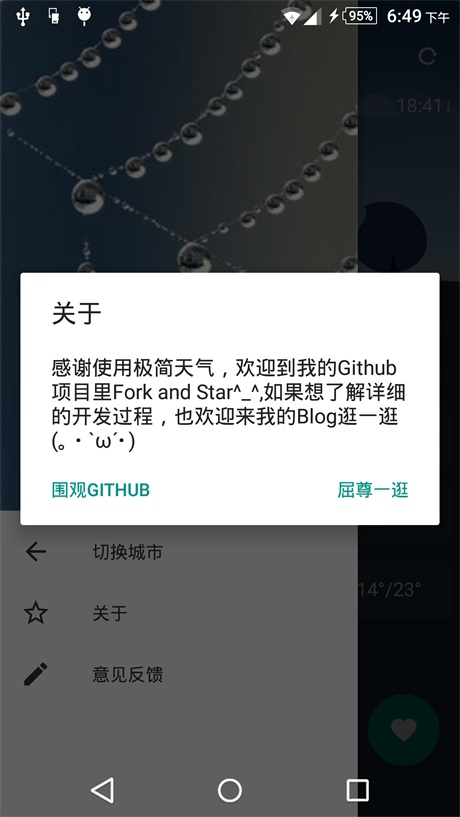 95% 6:49 下午
18:41↓
关于
感谢使用极简天气，欢迎到我的Github
项目里Fork and Star^_^,如果想了解详细
的开发过程，也欢迎来我的Blog逛一逛
(｡・`ω´･)
围观GITHUB 屈尊一逛
切换城市
14°/23°
关于
意见反馈